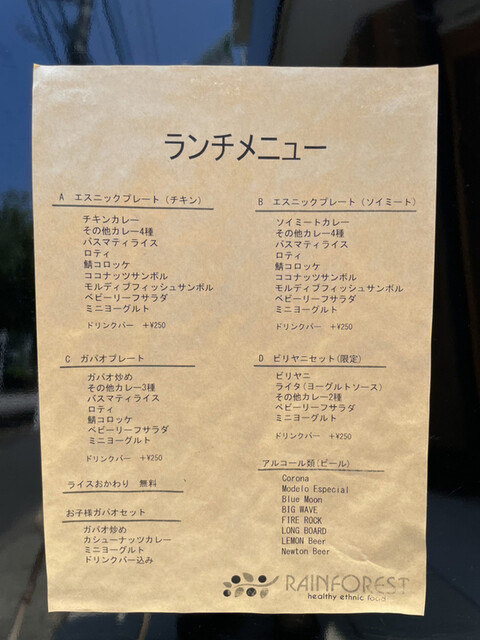 ランチメニュー
A エスニックプレート(チキン)
チキンカレー
その他カレー4種
バスマティライス
ロティ
鯖コロッケ
ココナッツサンボル
モルディブフィッシュサンボル
ベビーリーフサラダ
ミニヨーグルト
ドリンクバー +¥250
B エスニックプレート(ソイミート)
ソイミートカレー
その他カレー4種
バスマティライス
ロティ
鯖コロッケ
ココナッツサンボル
モルディブフィッシュサンボル
ベビーリーフサラダ
ミニヨーグルト
ドリンクバー +¥250
C ガパオプレート
ガパオ炒め
その他カレー3種
バスマティライス
ロティ
鯖コロッケ
ベビーリーフサラダ
ミニヨーグルト
ドリンクバー +¥250
D ビリヤニセット(限定)
ビリヤニ
ライタ(ヨーグルトソース)
その他カレー2種
ベビーリーフサラダ
ミニヨーグルト
ドリンクバー +¥250
ライスおかわり 無料
お子様ガパオセット
ガパオ炒め
カシューナッツカレー
ミニヨーグルト
ドリンクバー込み
アルコール類(ビール)
Corona
Modelo Especial
Blue Moon
BIG WAVE
FIRE ROCK
LONG BOARD
LEMON Beer
Newton Beer
RAINFOREST
healthy ethnic food